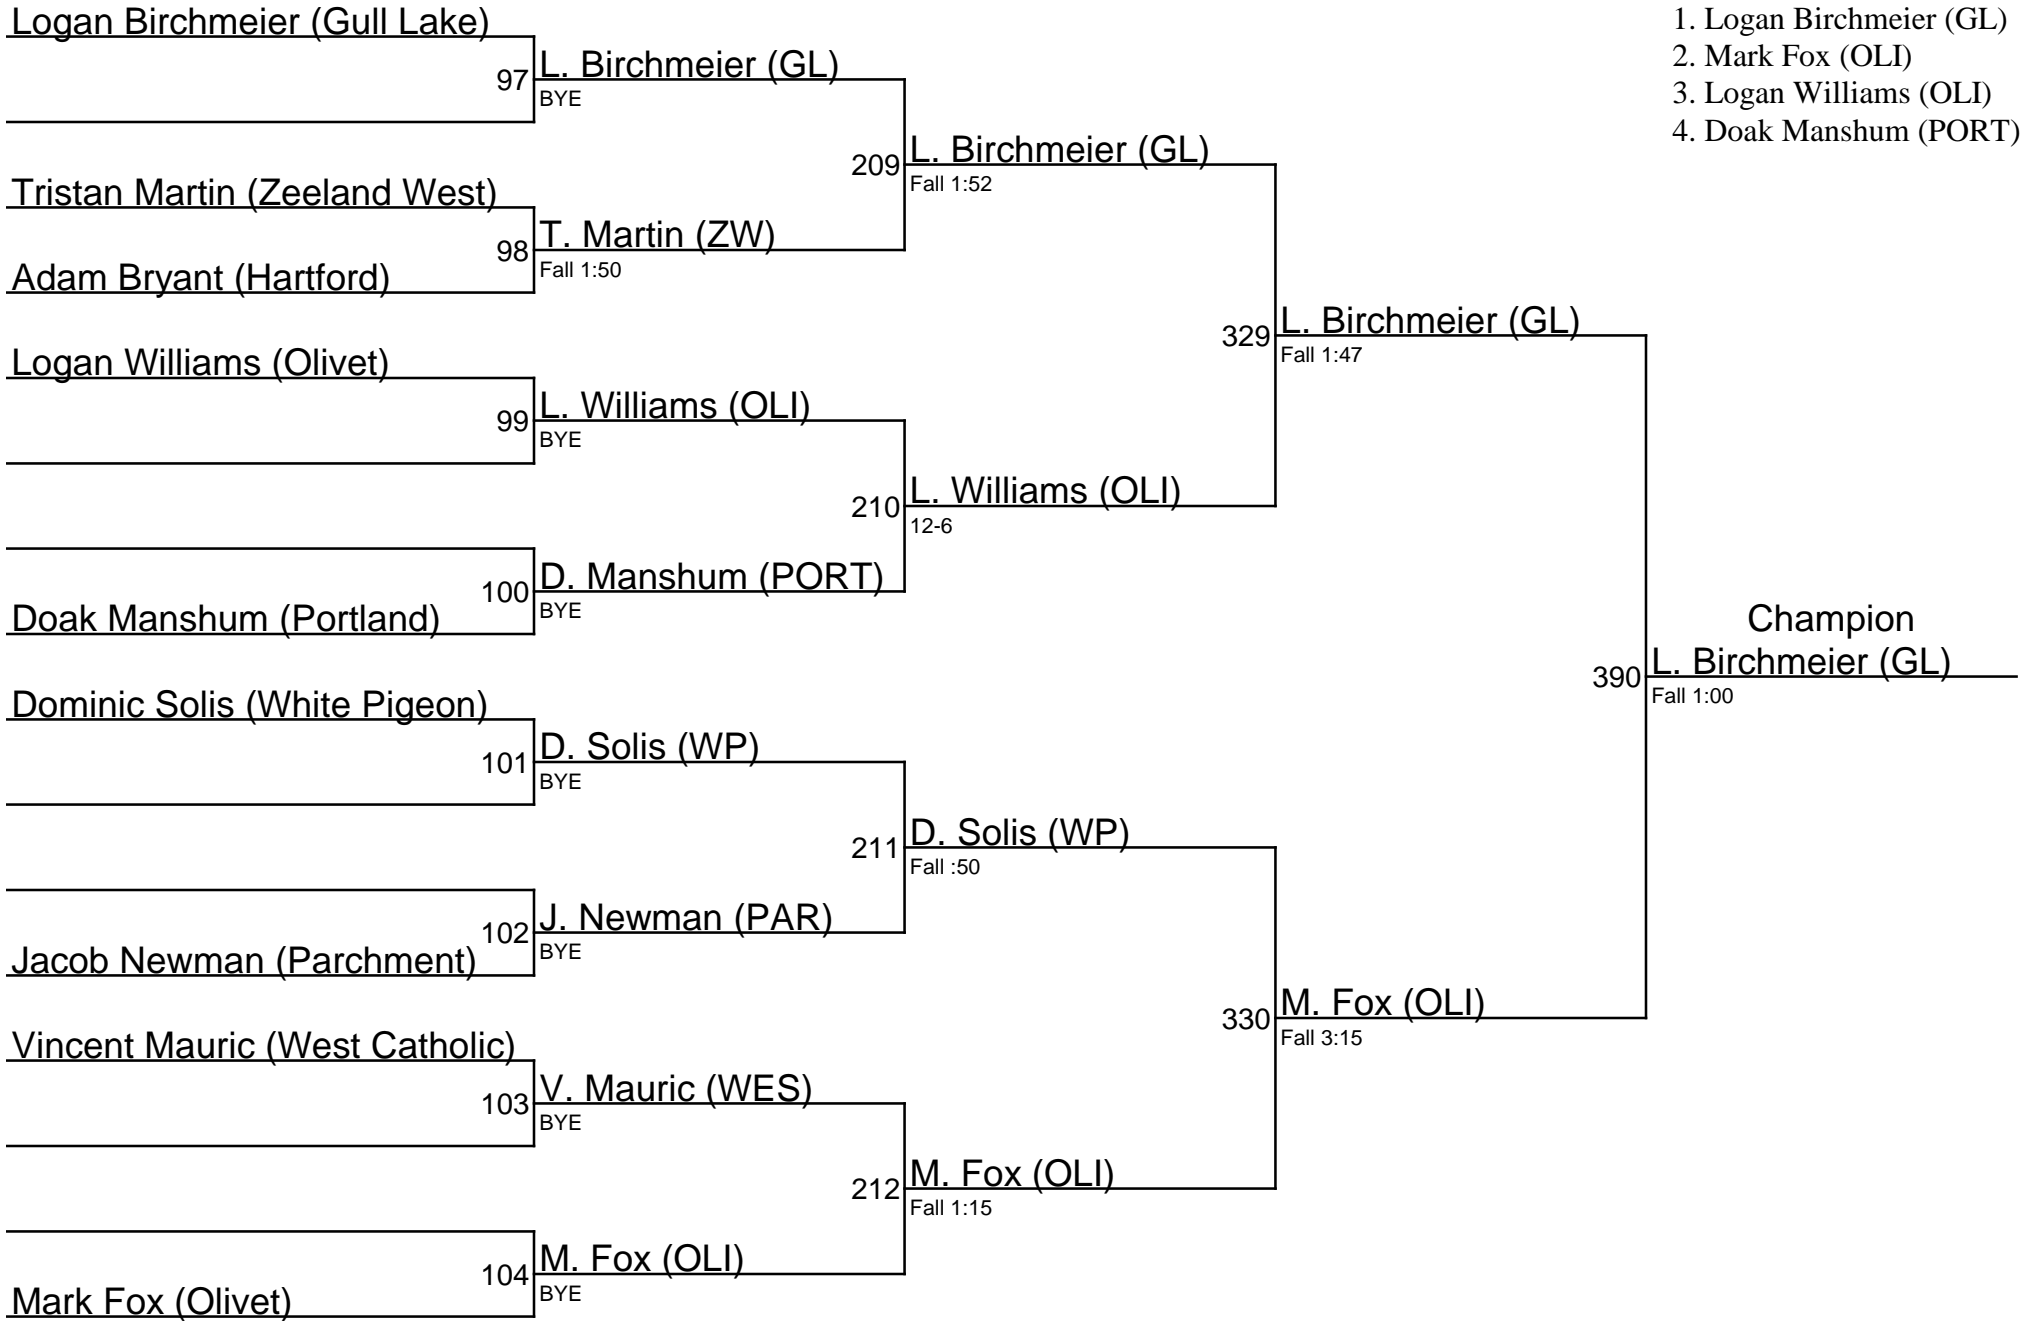 Logan Birchmeier (Gull Lake)
97
L. Birchmeier (GL)
BYE
Tristan Martin (Zeeland West)
Adam Bryant (Hartford)
98
T. Martin (ZW)
Fall 1:50
209
L. Birchmeier (GL)
Fall 1:52
Logan Williams (Olivet)
99
L. Williams (OLI)
BYE
100
D. Manshum (PORT)
BYE
Doak Manshum (Portland)
210
L. Williams (OLI)
12-6
329
L. Birchmeier (GL)
Fall 1:47
Dominic Solis (White Pigeon)
101
D. Solis (WP)
BYE
102
J. Newman (PAR)
BYE
Jacob Newman (Parchment)
211
D. Solis (WP)
Fall :50
Vincent Mauric (West Catholic)
103
V. Mauric (WES)
BYE
104
M. Fox (OLI)
BYE
Mark Fox (Olivet)
212
M. Fox (OLI)
Fall 1:15
330
M. Fox (OLI)
Fall 3:15
Champion
390
L. Birchmeier (GL)
Fall 1:00
1. Logan Birchmeier (GL)
2. Mark Fox (OLI)
3. Logan Williams (OLI)
4. Doak Manshum (PORT)